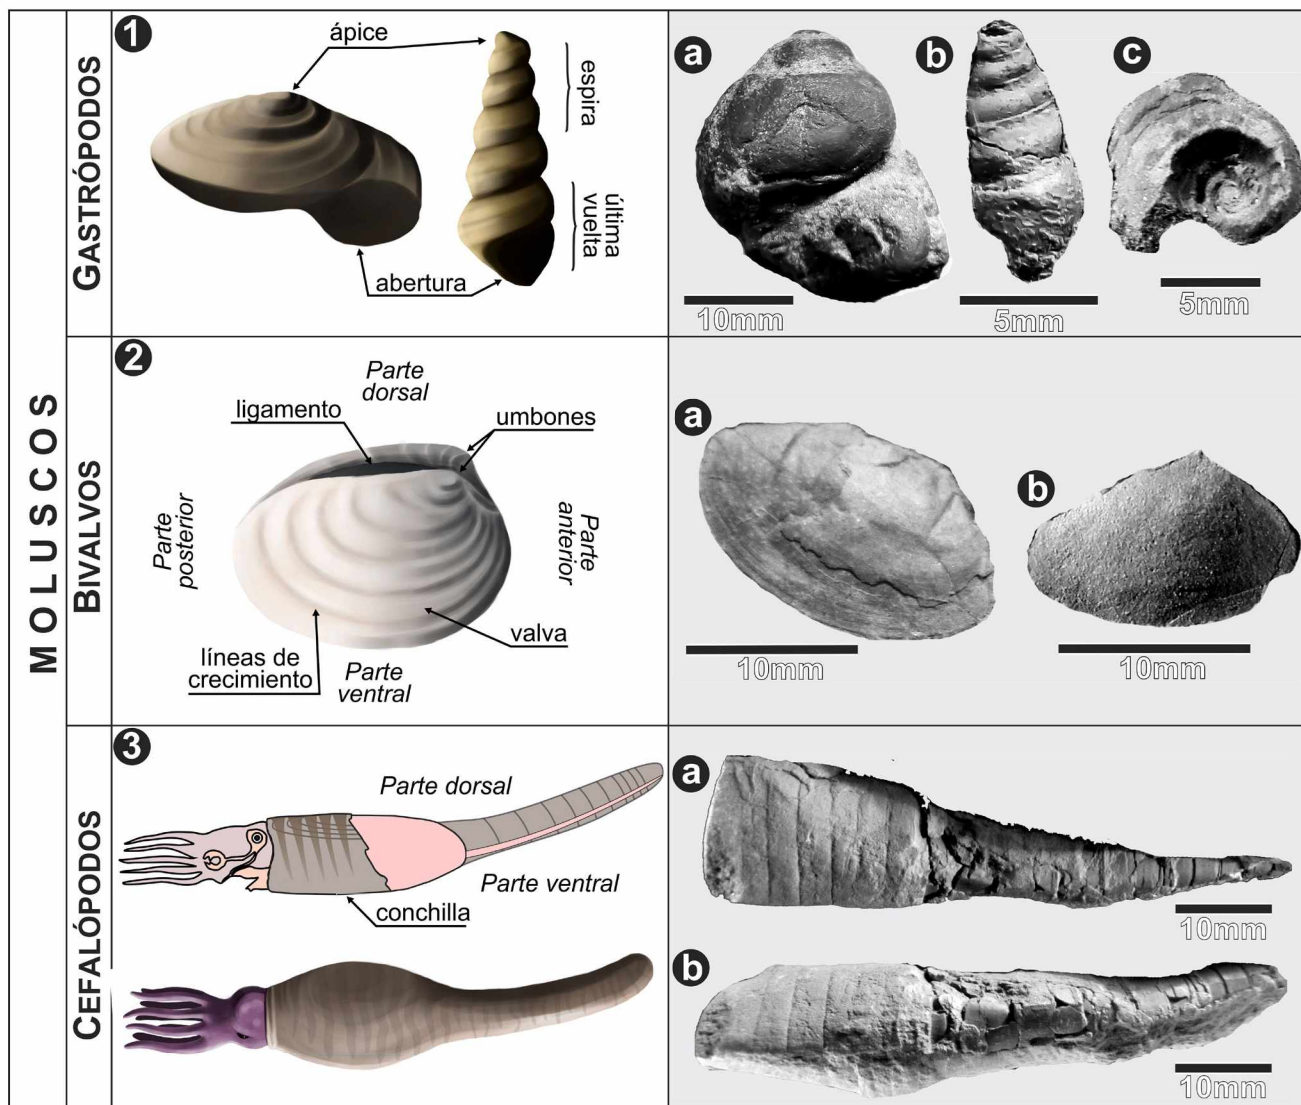 MOLUSCOS
GASTRÓPODOS
1
ápice
espira
última
vuelta
abertura
a
b
c
10mm
5mm
5mm
BIVALVOS
2
Parte
dorsal
ligamento
umbones
Parte
posterior
Parte
anterior
valva
líneas de
crecimiento
Parte
ventral
a
b
10mm
10mm
CEFALÓPODOS
3
Parte dorsal
Parte ventral
conchilla
a
10mm
b
10mm